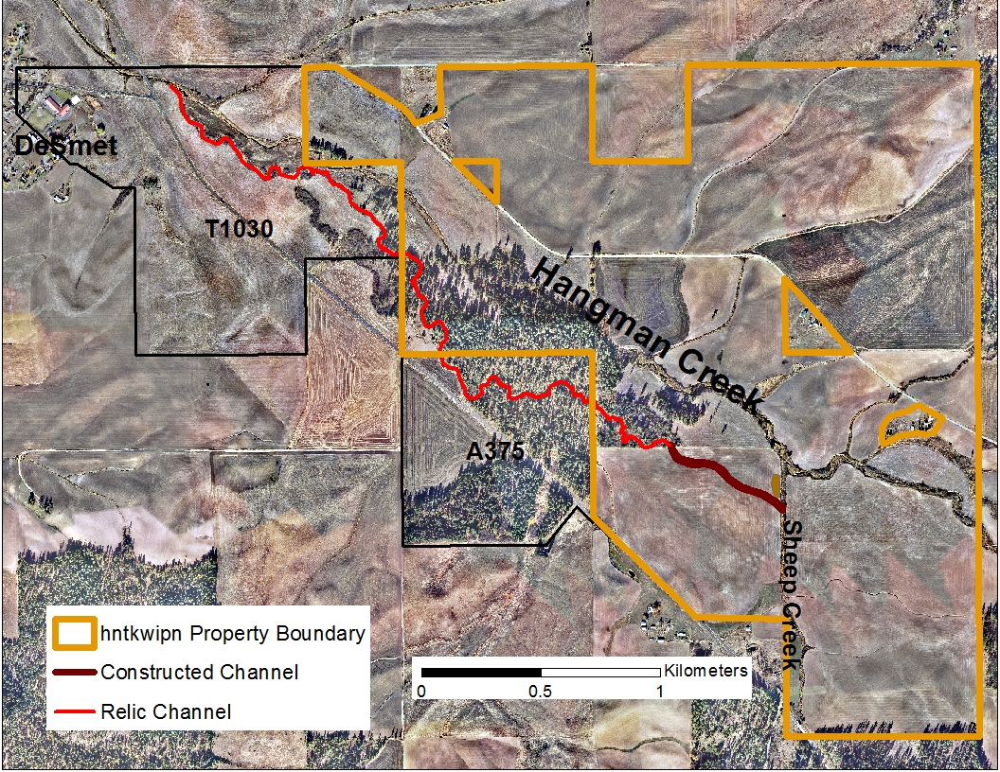 DeSmet
T1030
Hangman Creek
A375
Sheep Creek
hntkwipn Property Boundary
Constructed Channel
Relic Channel
Kilometers
0 0.5 1